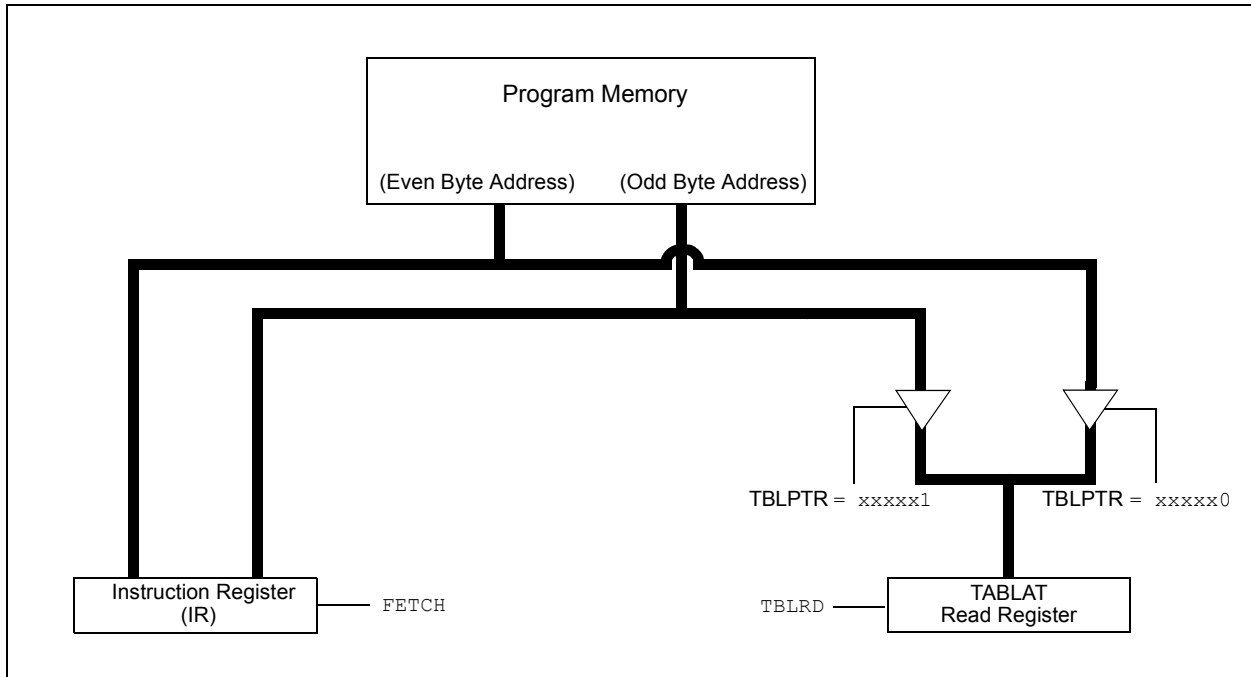 Program Memory
(Even Byte Address) (Odd Byte Address)
TBLPTR = xxxxx1 TBLPTR = xxxxx0
Instruction Register
(IR)
FETCH
TBLRD
TABLAT
Read Register